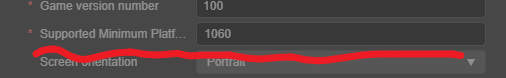 * Game version number 100
* Supported Minimum Platf... 1060
Screen orientation Portrait